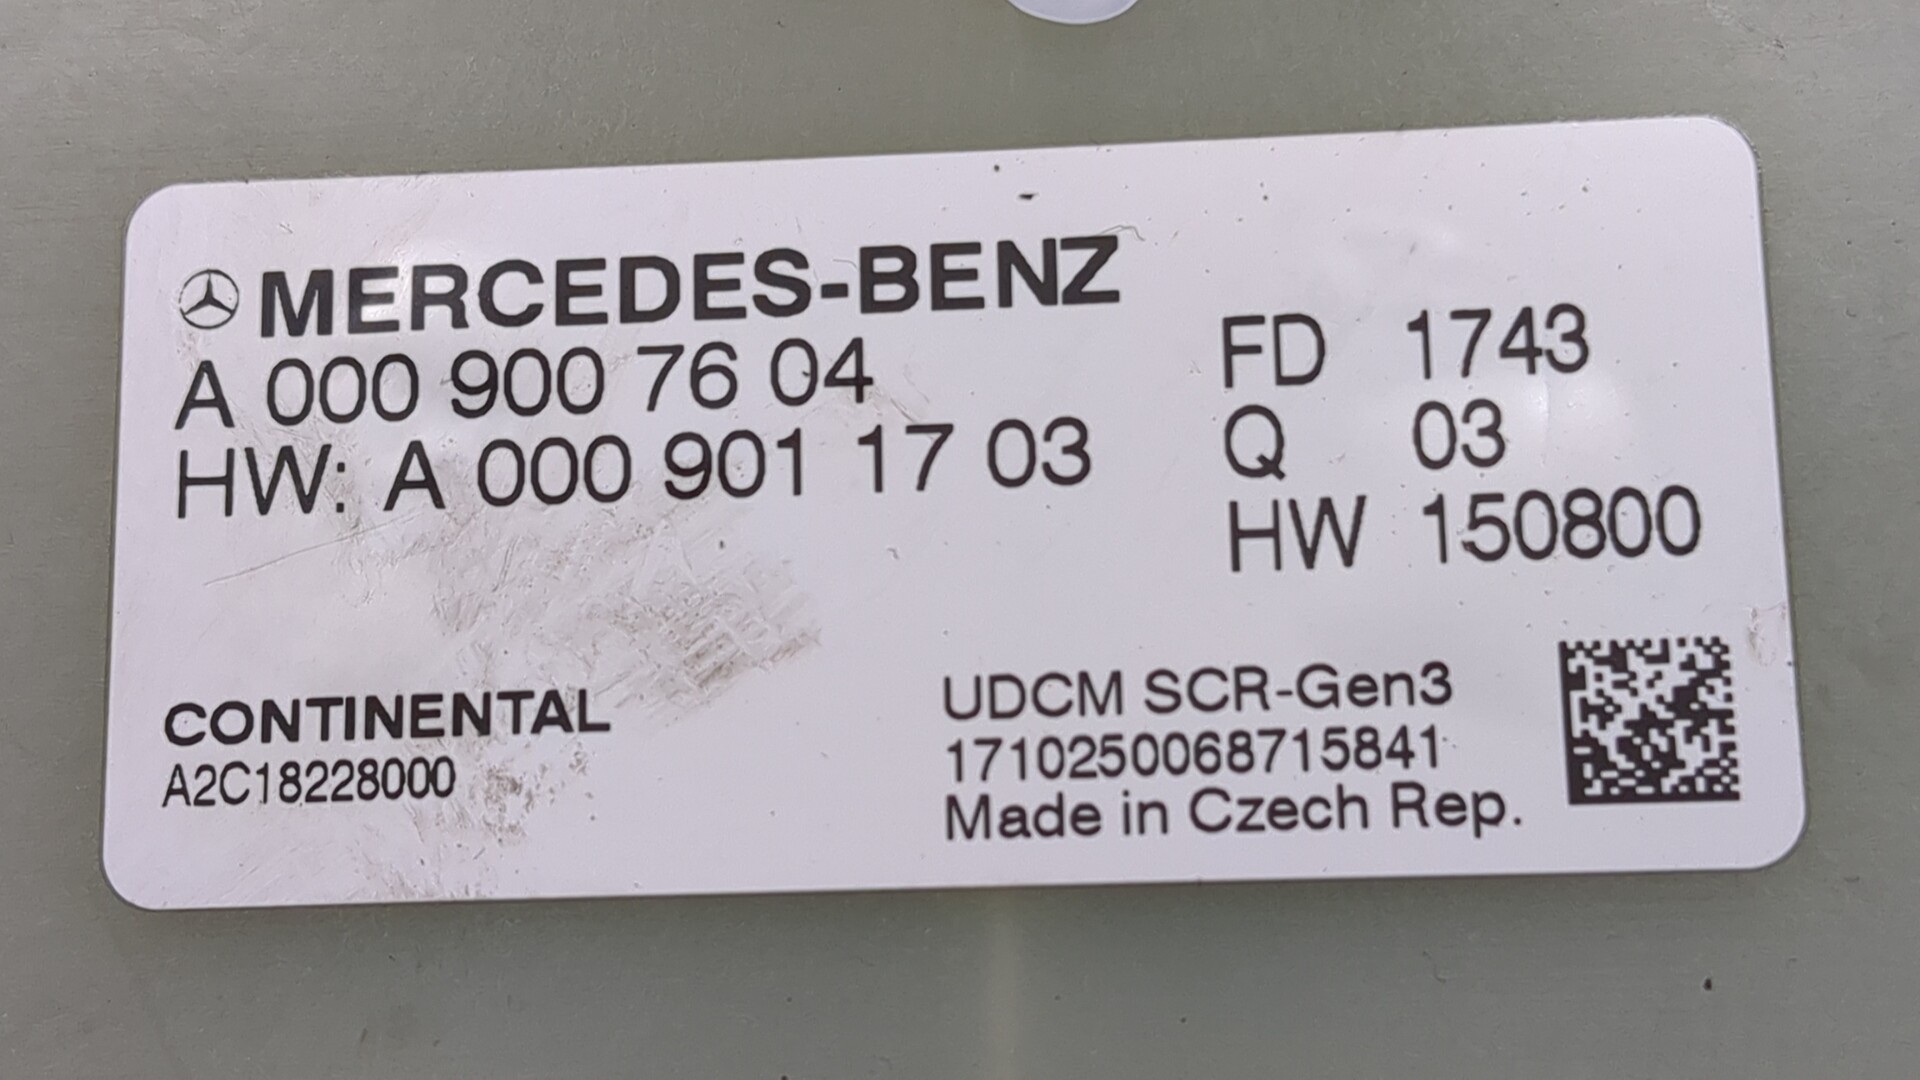 MERCEDES-BENZ
A 000 900 76 04
HW: A 000 901 17 03
FD 1743
Q 03
HW 150800
CONTINENTAL
A2C18228000
UDCM SCR-Gen3
1710250068715841
Made in Czech Rep.